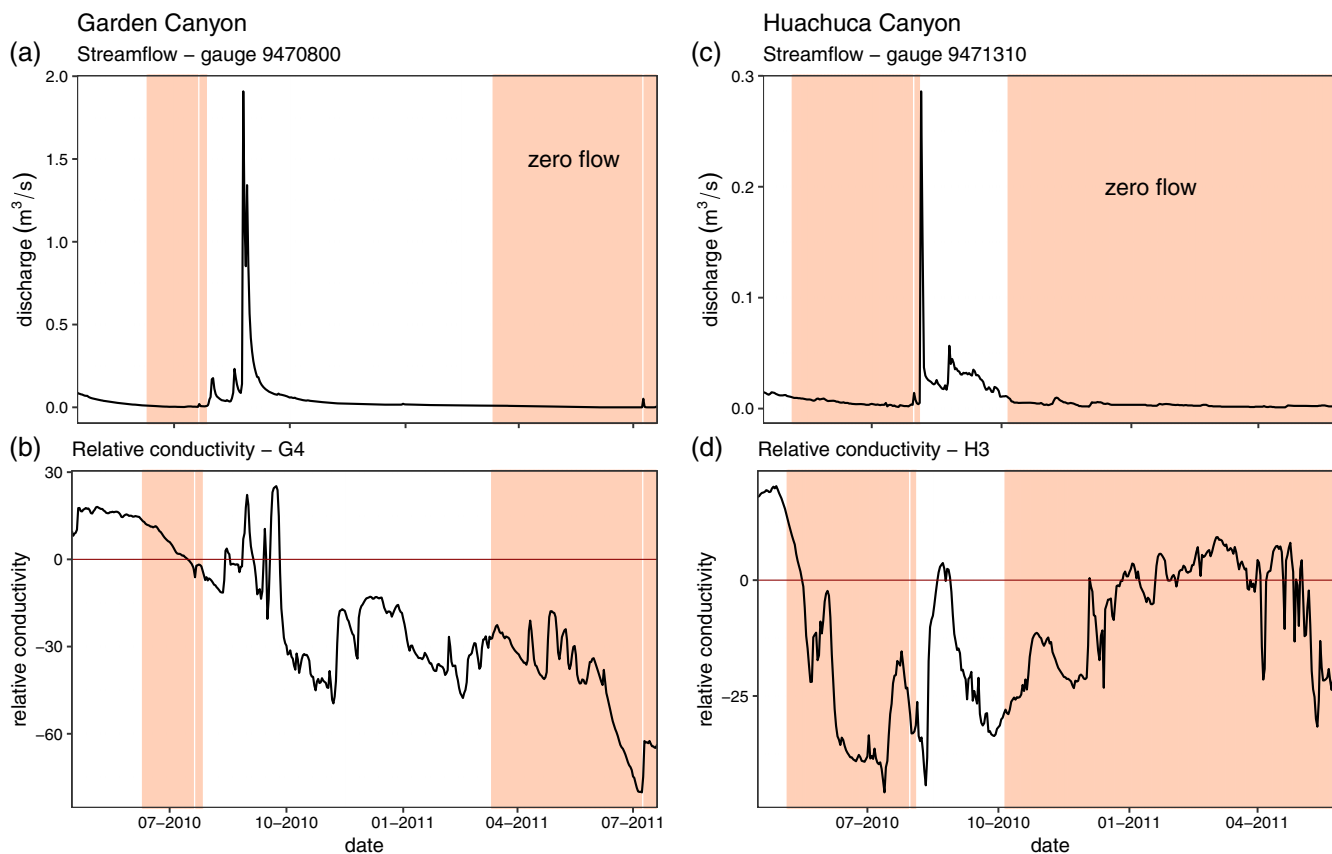 Garden Canyon
(a)
Streamflow – gauge 9470800
2.0
1.5
1.0
0.5
0.0
discharge (m³/s)
zero flow
Huachuca Canyon
(c)
Streamflow – gauge 9471310
0.3
0.2
0.1
0.0
discharge (m³/s)
zero flow
(b)
Relative conductivity – G4
30
0
−30
−60
relative conductivity
07−2010
10−2010
01−2011
04−2011
07−2011
date
(d)
Relative conductivity – H3
0
−25
relative conductivity
07−2010
10−2010
01−2011
04−2011
date